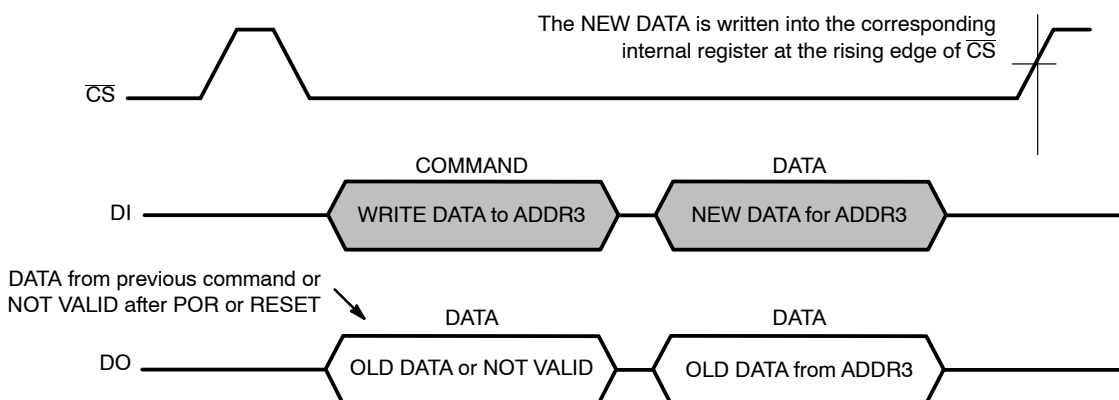 The NEW DATA is written into the corresponding
internal register at the rising edge of CS
CS
COMMAND
DATA
DI
WRITE DATA to ADDR3
NEW DATA for ADDR3
DATA from previous command or
NOT VALID after POR or RESET
DATA
DATA
DO
OLD DATA or NOT VALID
OLD DATA from ADDR3